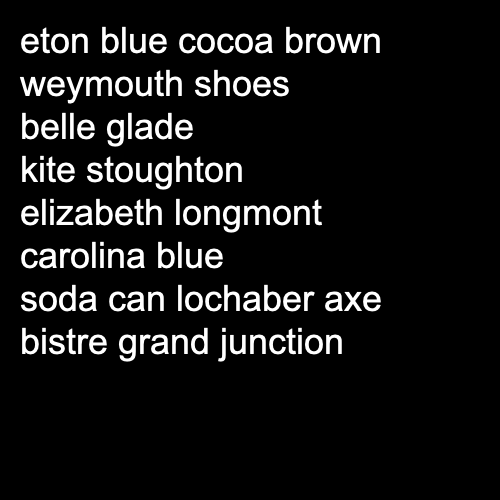 eton blue cocoa brown
weymouth shoes
belle glade
kite stoughton
elizabeth longmont
carolina blue
soda can lochaber axe
bistre grand junction